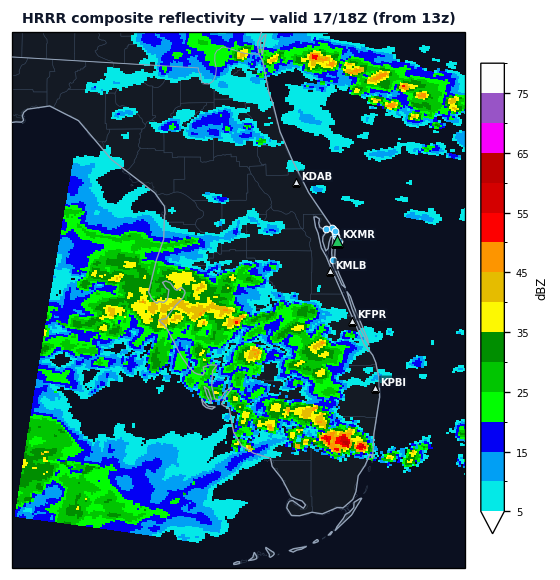 HRRR composite reflectivity — valid 17/18Z (from 13z)
75
65
55
45
35
25
15
5
dBZ
KDAB
KXMR
KMLB
KFPR
KPBI